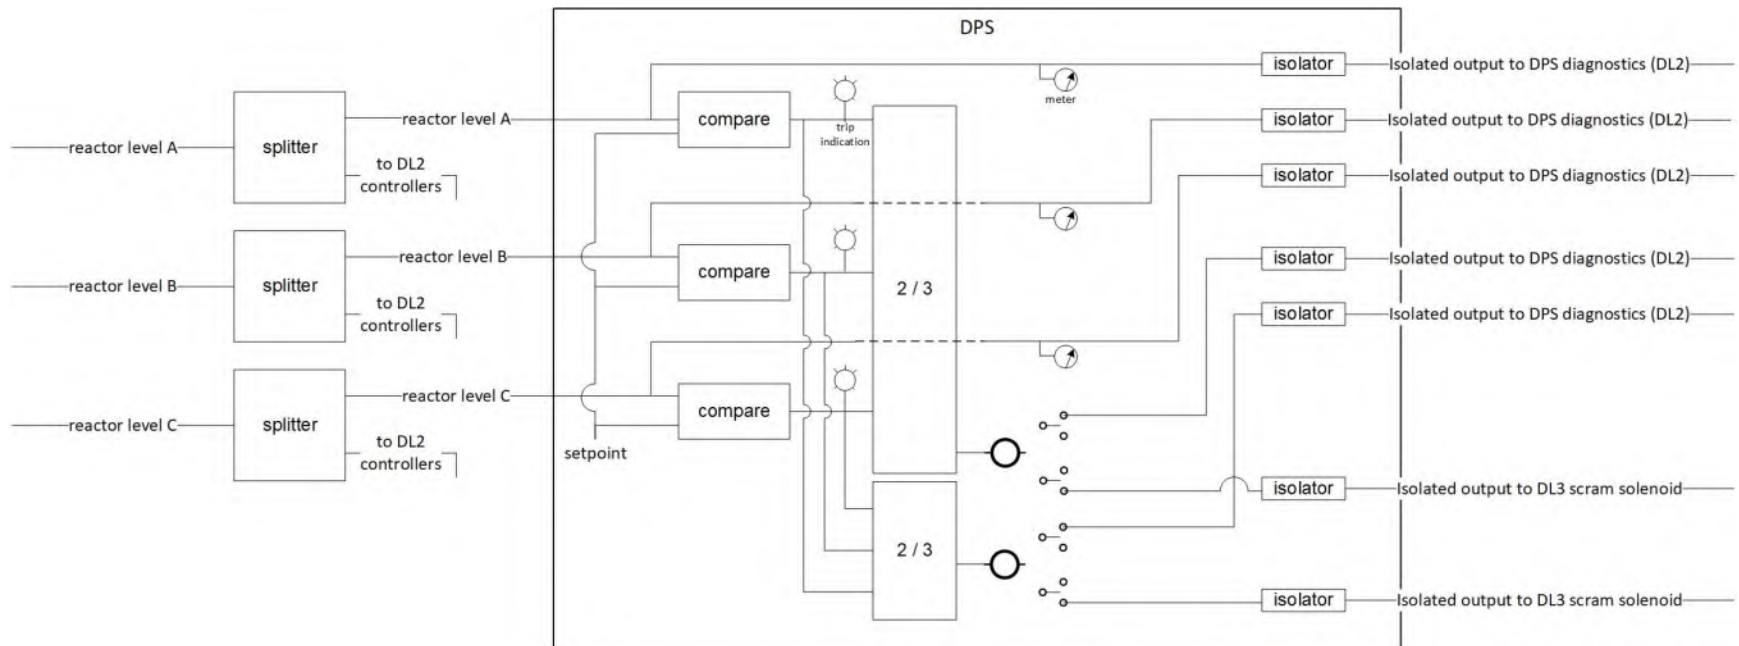 DPS
isolator
Isolated output to DPS diagnostics (DL2)
meter
reactor level A
compare
trip
indication
isolator
Isolated output to DPS diagnostics (DL2)
reactor level A
splitter
to DL2
controllers
isolator
Isolated output to DPS diagnostics (DL2)
reactor level B
compare
isolator
Isolated output to DPS diagnostics (DL2)
reactor level B
splitter
to DL2
controllers
2 / 3
isolator
Isolated output to DPS diagnostics (DL2)
reactor level C
compare
reactor level C
splitter
to DL2
controllers
setpoint
isolator
Isolated output to DL3 scram solenoid
2 / 3
isolator
Isolated output to DL3 scram solenoid